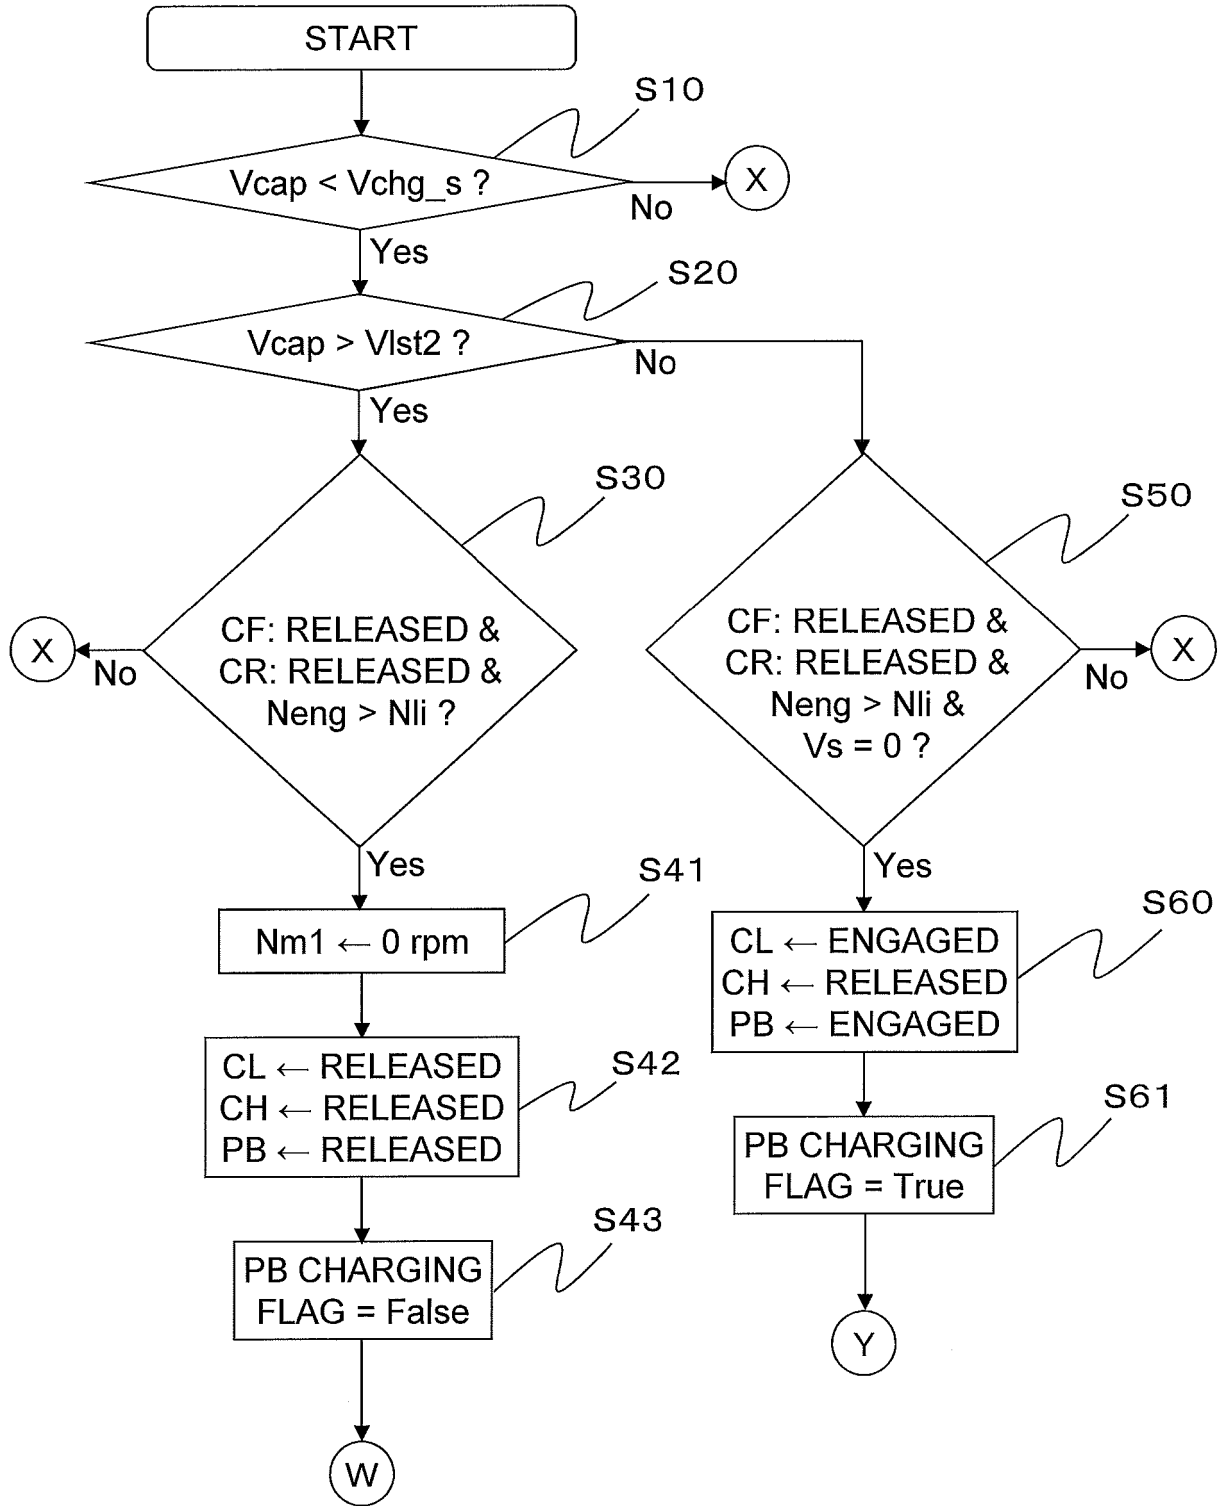 START
S10
Vcap < Vchg_s ?
X
No
Yes
S20
Vcap > Vlst2 ?
No
Yes
S30
CF: RELEASED &
CR: RELEASED &
Neng > Nli ?
X
No
Yes
S41
Nm1 ← 0 rpm
S42
CL ← RELEASED
CH ← RELEASED
PB ← RELEASED
S43
PB CHARGING
FLAG = False
W
S50
CF: RELEASED &
CR: RELEASED &
Neng > Nli &
Vs = 0 ?
X
No
Yes
S60
CL ← ENGAGED
CH ← RELEASED
PB ← ENGAGED
S61
PB CHARGING
FLAG = True
Y